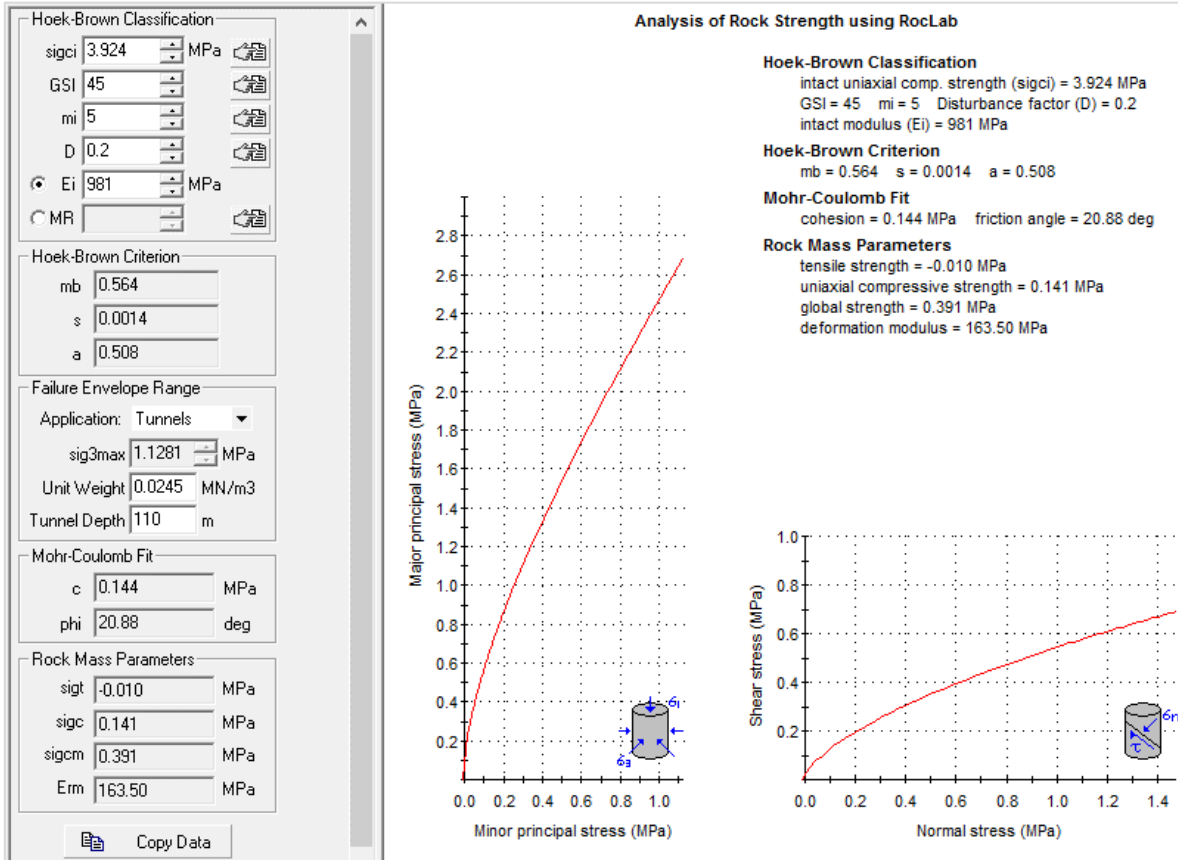 Hoek-Brown Classification
sigci 3.924 MPa
GSI 45
mi 5
D 0.2
Ei 981 MPa
MR
Hoek-Brown Criterion
mb 0.564
s 0.0014
a 0.508
Failure Envelope Range
Application: Tunnels
sig3max 1.1281 MPa
Unit Weight 0.0245 MN/m3
Tunnel Depth 110 m
Mohr-Coulomb Fit
c 0.144 MPa
phi 20.88 deg
Rock Mass Parameters
sigt -0.010 MPa
sigc 0.141 MPa
sigcm 0.391 MPa
Erm 163.50 MPa
Copy Data
Analysis of Rock Strength using RocLab
Hoek-Brown Classification
intact uniaxial comp. strength (sigci) = 3.924 MPa
GSI = 45 mi = 5 Disturbance factor (D) = 0.2
intact modulus (Ei) = 981 MPa
Hoek-Brown Criterion
mb = 0.564 s = 0.0014 a = 0.508
Mohr-Coulomb Fit
cohesion = 0.144 MPa friction angle = 20.88 deg
Rock Mass Parameters
tensile strength = -0.010 MPa
uniaxial compressive strength = 0.141 MPa
global strength = 0.391 MPa
deformation modulus = 163.50 MPa
Major principal stress (MPa)
2.8
2.6
2.4
2.2
2.0
1.8
1.6
1.4
1.2
1.0
0.8
0.6
0.4
0.2
σ1
σ3
0.0 0.2 0.4 0.6 0.8 1.0
Minor principal stress (MPa)
Shear stress (MPa)
1.0
0.8
0.6
0.4
0.2
σn
τ
0.0 0.2 0.4 0.6 0.8 1.0 1.2 1.4
Normal stress (MPa)